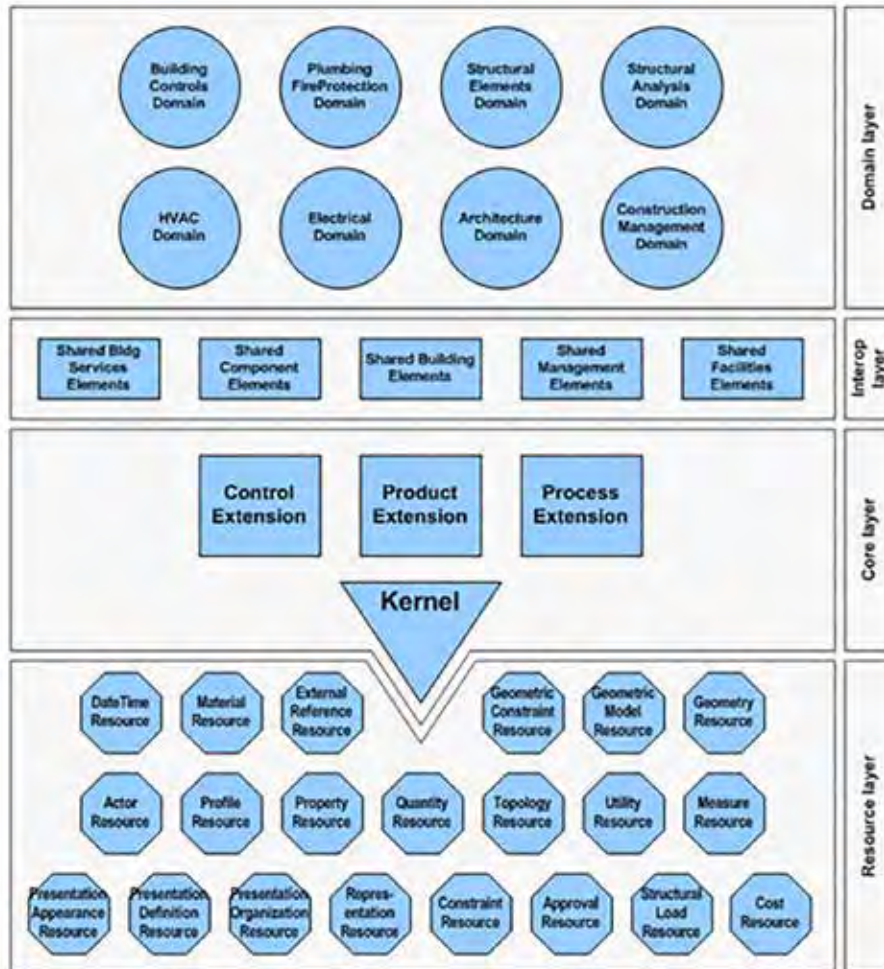 Building
Controls
Domain
Plumbing
FireProtection
Domain
Structural
Elements
Domain
Structural
Analysis
Domain
HVAC
Domain
Electrical
Domain
Architecture
Domain
Construction
Management
Domain
Domain layer
Shared Bldg
Services
Elements
Shared
Component
Elements
Shared Building
Elements
Shared
Management
Elements
Shared
Facilities
Elements
Interop
layer
Control
Extension
Product
Extension
Process
Extension
Kernel
Core layer
DateTime
Resource
Material
Resource
External
Reference
Resource
Geometric
Constraint
Resource
Geometric
Model
Resource
Geometry
Resource
Actor
Resource
Profile
Resource
Property
Resource
Quantity
Resource
Topology
Resource
Utility
Resource
Measure
Resource
Presentation
Appearance
Resource
Presentation
Definition
Resource
Presentation
Organization
Resource
Repres-
entation
Resource
Constraint
Resource
Approval
Resource
Structural
Load
Resource
Cost
Resource
Resource layer